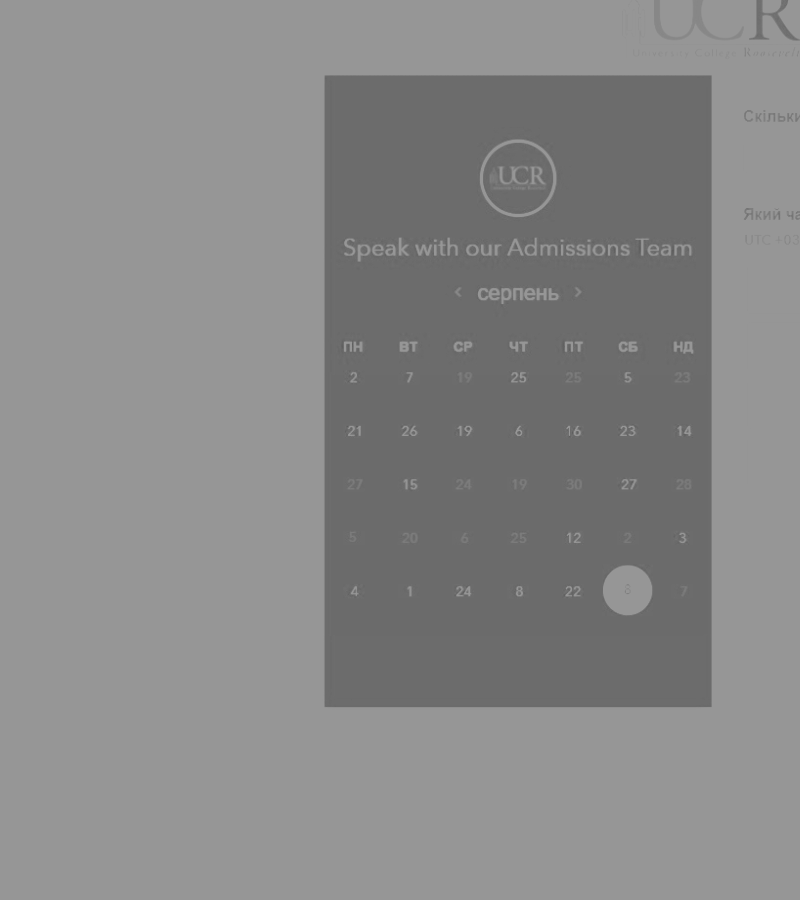 UCR
University College Roosevelt
UCR
Speak with our Admissions Team
< серпень >
ПН ВТ СР ЧТ ПТ СБ НД
2 7 19 25 25 5 23
21 26 19 6 16 23 14
27 15 24 19 30 27 28
5 20 6 25 12 2 3
4 1 24 8 22 8 7
Скільки
Який ча
UTC +03